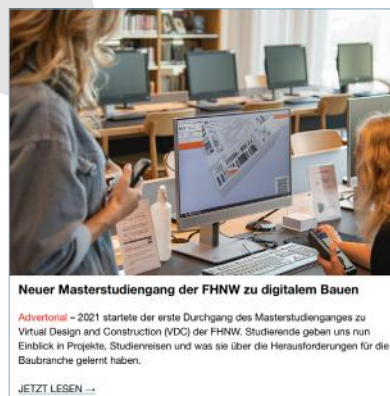 Neuer Masterstudiengang der FHNW zu digitalem Bauen
Advertorial – 2021 startete der erste Durchgang des Masterstudienganges zu
Virtual Design and Construction (VDC) der FHNW. Studierende geben uns nun
Einblick in Projekte, Studienreisen und was sie über die Herausforderungen für die
Baubranche gelernt haben.
JETZT LESEN →